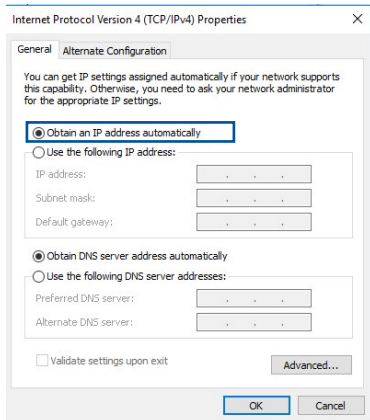 Internet Protocol Version 4 (TCP/IPv4) Properties
General
Alternate Configuration
You can get IP settings assigned automatically if your network supports
this capability. Otherwise, you need to ask your network administrator
for the appropriate IP settings.
Obtain an IP address automatically
Use the following IP address:
IP address:
Subnet mask:
Default gateway:
Obtain DNS server address automatically
Use the following DNS server addresses:
Preferred DNS server:
Alternate DNS server:
Validate settings upon exit
Advanced...
OK
Cancel